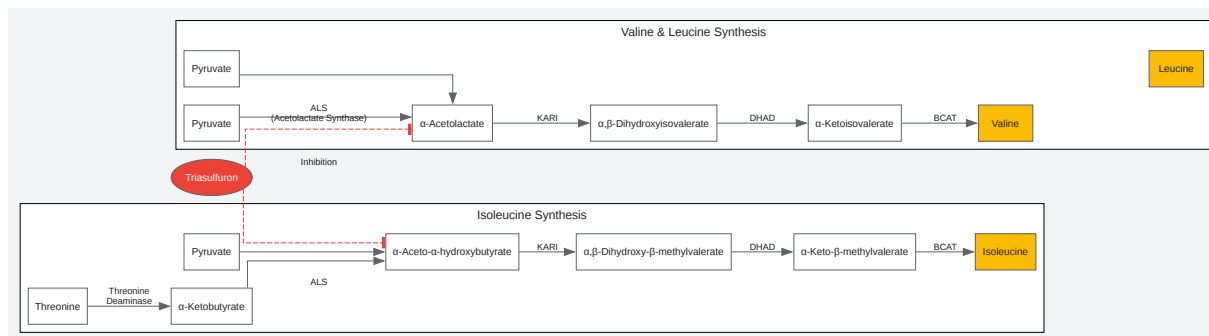 Valine & Leucine Synthesis
Pyruvate
Leucine
Pyruvate
ALS
(Acetolactate Synthase)
α-Acetolactate
KARI
α,β-Dihydroxyisovalerate
DHAD
α-Ketoisovalerate
BCAT
Valine
Inhibition
Triasulfuron
Isoleucine Synthesis
Pyruvate
α-Aceto-α-hydroxybutyrate
KARI
α,β-Dihydroxy-β-methylvalerate
DHAD
α-Keto-β-methylvalerate
BCAT
Isoleucine
ALS
Threonine
Threonine
Deaminase
α-Ketobutyrate